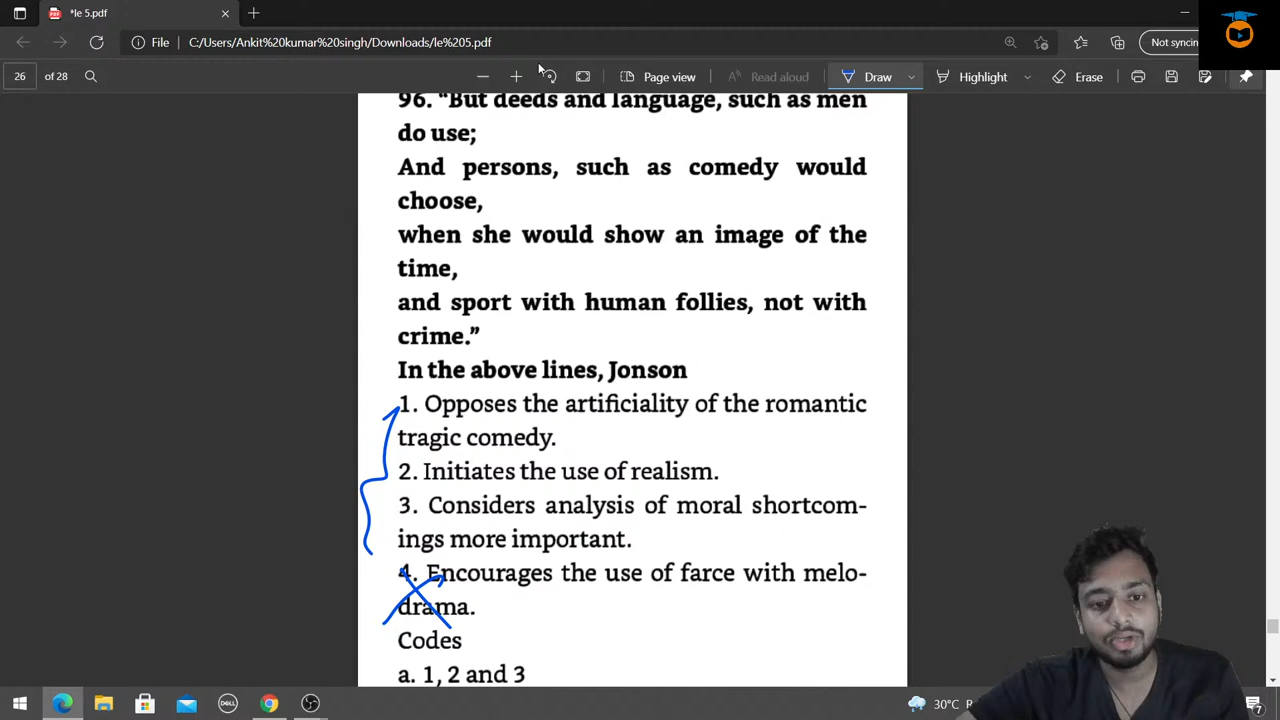 *le 5.pdf
File
C:/Users/Ankit%20kumar%20singh/Downloads/le%205.pdf
Not syncin
26 of 28
Page view
Read aloud
Draw
Highlight
Erase
96. “But deeds and language, such as men
do use;
And persons, such as comedy would
choose,
when she would show an image of the
time,
and sport with human follies, not with
crime.”
In the above lines, Jonson
1. Opposes the artificiality of the romantic
tragic comedy.
2. Initiates the use of realism.
3. Considers analysis of moral shortcom-
ings more important.
4. Encourages the use of farce with melo-
drama.
Codes
a. 1, 2 and 3
DELL
30°C
7